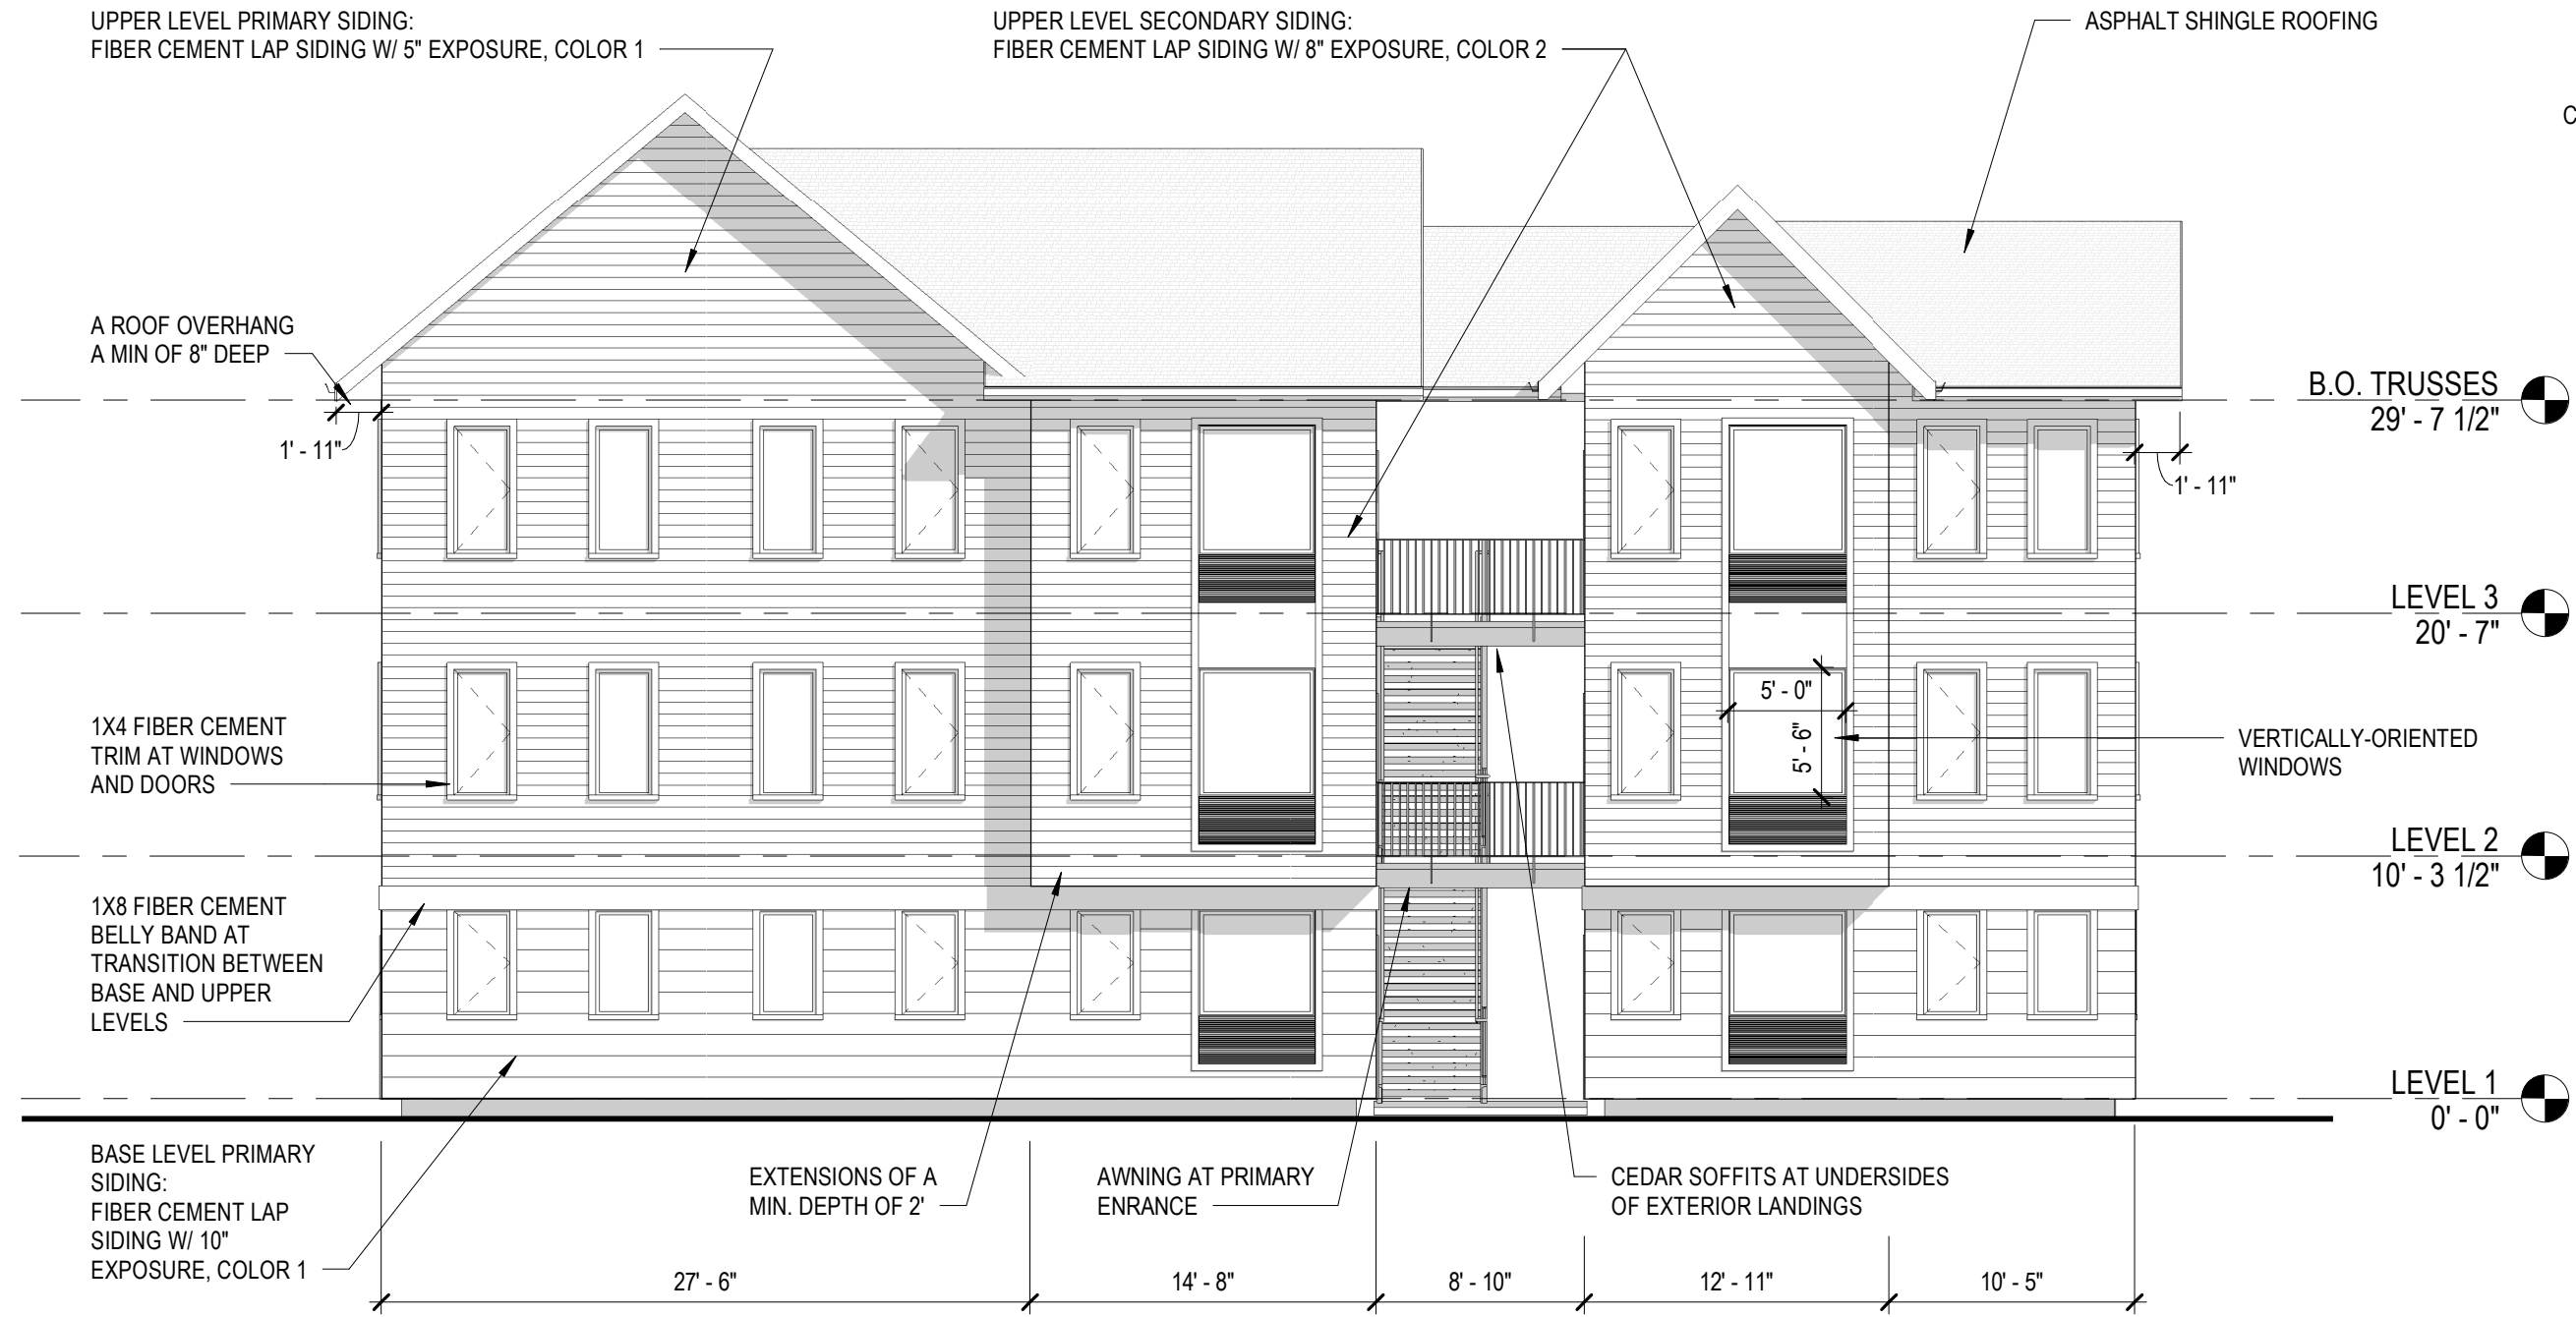 UPPER LEVEL PRIMARY SIDING:
FIBER CEMENT LAP SIDING W/ 5" EXPOSURE, COLOR 1
UPPER LEVEL SECONDARY SIDING:
FIBER CEMENT LAP SIDING W/ 8" EXPOSURE, COLOR 2
ASPHALT SHINGLE ROOFING
C
A ROOF OVERHANG
A MIN OF 8" DEEP
1' - 11"
B.O. TRUSSES
29' - 7 1/2"
1' - 11"
LEVEL 3
20' - 7"
1X4 FIBER CEMENT
TRIM AT WINDOWS
AND DOORS
5' - 0"
5' - 6"
VERTICALLY-ORIENTED
WINDOWS
LEVEL 2
10' - 3 1/2"
1X8 FIBER CEMENT
BELLY BAND AT
TRANSITION BETWEEN
BASE AND UPPER
LEVELS
LEVEL 1
0' - 0"
BASE LEVEL PRIMARY
SIDING:
FIBER CEMENT LAP
SIDING W/ 10"
EXPOSURE, COLOR 1
EXTENSIONS OF A
MIN. DEPTH OF 2'
AWNING AT PRIMARY
ENRANCE
CEDAR SOFFITS AT UNDERSIDES
OF EXTERIOR LANDINGS
27' - 6"
14' - 8"
8' - 10"
12' - 11"
10' - 5"